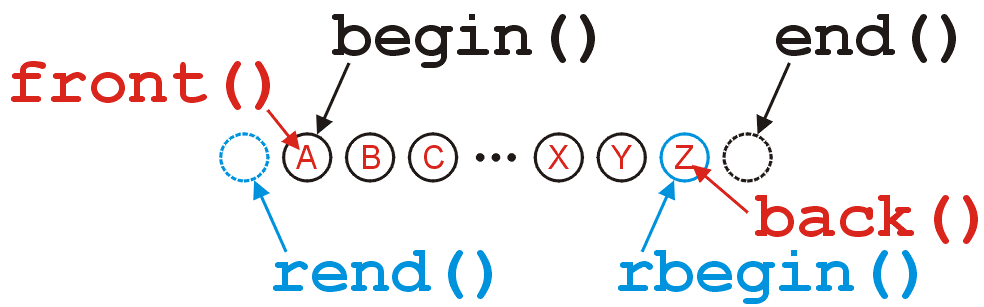 begin() end()
front()
A B C ... X Y Z
back()
rend() rbegin()